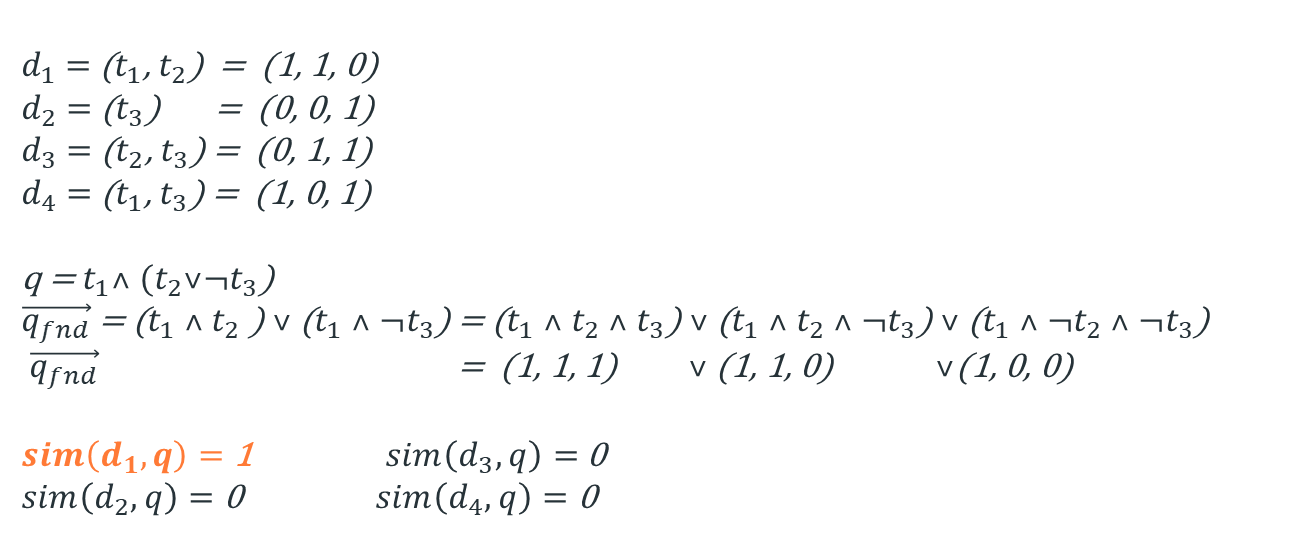 d₁ = (t₁, t₂) = (1, 1, 0)
d₂ = (t₃) = (0, 0, 1)
d₃ = (t₂, t₃) = (0, 1, 1)
d₄ = (t₁, t₃) = (1, 0, 1)
q = t₁ ∧ (t₂∨¬t₃)
q_fnd⃗ = (t₁ ∧ t₂ ) ∨ (t₁ ∧ ¬t₃) = (t₁ ∧ t₂ ∧ t₃) ∨ (t₁ ∧ t₂ ∧ ¬t₃) ∨ (t₁ ∧ ¬t₂ ∧ ¬t₃)
q_fnd⃗ = (1, 1, 1) ∨ (1, 1, 0) ∨ (1, 0, 0)
sim(d₁, q) = 1 sim(d₃, q) = 0
sim(d₂, q) = 0 sim(d₄, q) = 0